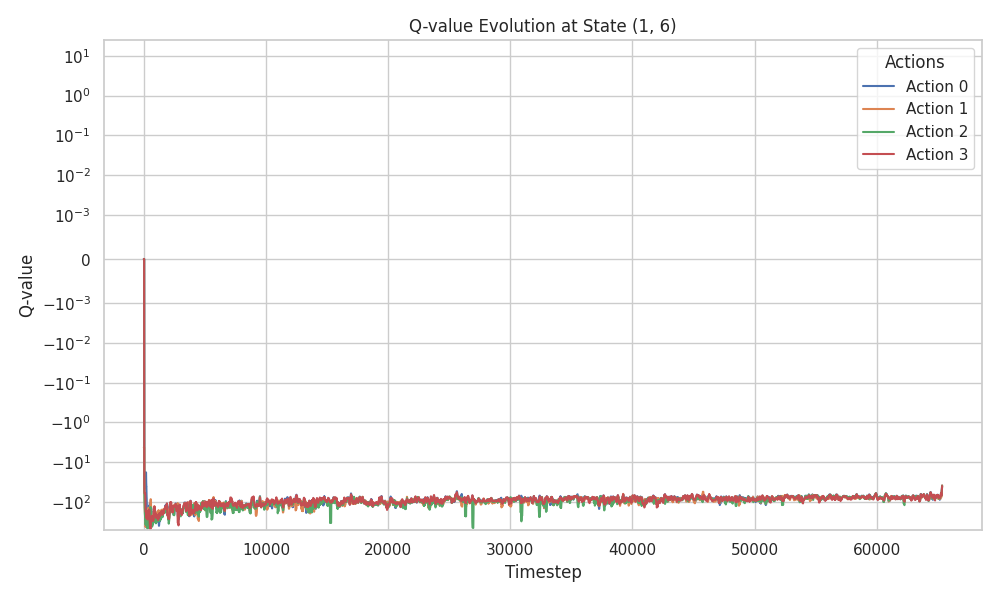 Q-value Evolution at State (1, 6)
Actions
Action 0
Action 1
Action 2
Action 3
Q-value
10¹
10⁰
10⁻¹
10⁻²
10⁻³
0
−10⁻³
−10⁻²
−10⁻¹
−10⁰
−10¹
−10²
0 10000 20000 30000 40000 50000 60000
Timestep